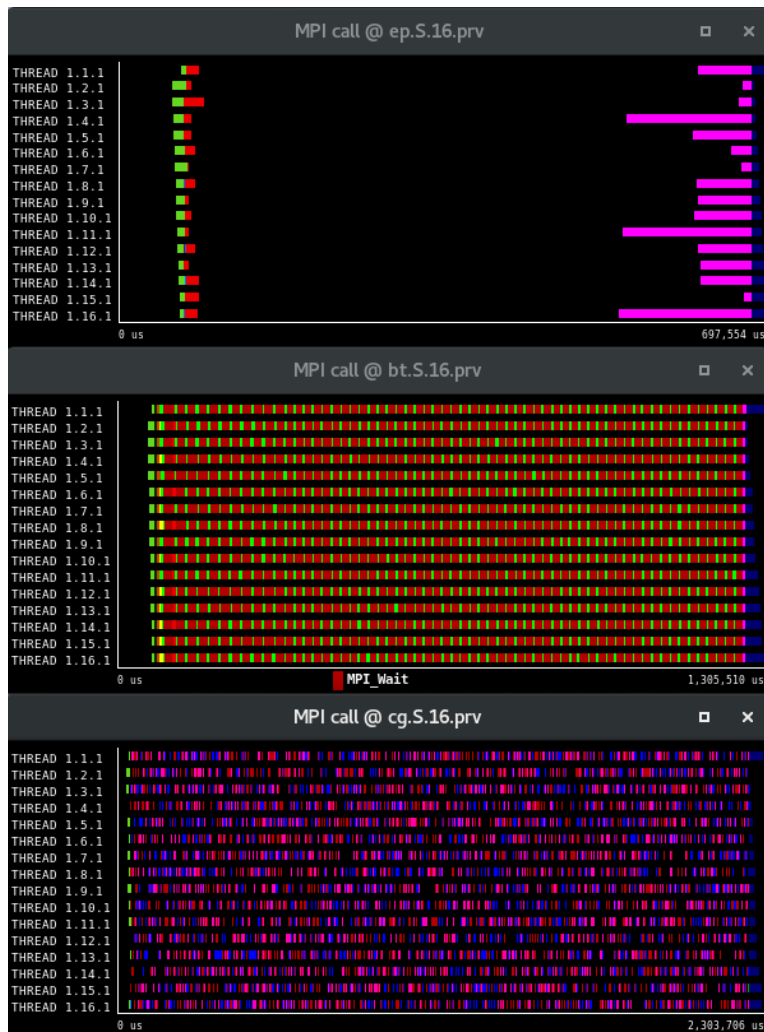 MPI call @ ep.S.16.prv
THREAD 1.1.1
THREAD 1.2.1
THREAD 1.3.1
THREAD 1.4.1
THREAD 1.5.1
THREAD 1.6.1
THREAD 1.7.1
THREAD 1.8.1
THREAD 1.9.1
THREAD 1.10.1
THREAD 1.11.1
THREAD 1.12.1
THREAD 1.13.1
THREAD 1.14.1
THREAD 1.15.1
THREAD 1.16.1
0 us 697,554 us
MPI call @ bt.S.16.prv
THREAD 1.1.1
THREAD 1.2.1
THREAD 1.3.1
THREAD 1.4.1
THREAD 1.5.1
THREAD 1.6.1
THREAD 1.7.1
THREAD 1.8.1
THREAD 1.9.1
THREAD 1.10.1
THREAD 1.11.1
THREAD 1.12.1
THREAD 1.13.1
THREAD 1.14.1
THREAD 1.15.1
THREAD 1.16.1
0 us MPI_Wait 1,305,510 us
MPI call @ cg.S.16.prv
THREAD 1.1.1
THREAD 1.2.1
THREAD 1.3.1
THREAD 1.4.1
THREAD 1.5.1
THREAD 1.6.1
THREAD 1.7.1
THREAD 1.8.1
THREAD 1.9.1
THREAD 1.10.1
THREAD 1.11.1
THREAD 1.12.1
THREAD 1.13.1
THREAD 1.14.1
THREAD 1.15.1
THREAD 1.16.1
0 us 2,303,706 us